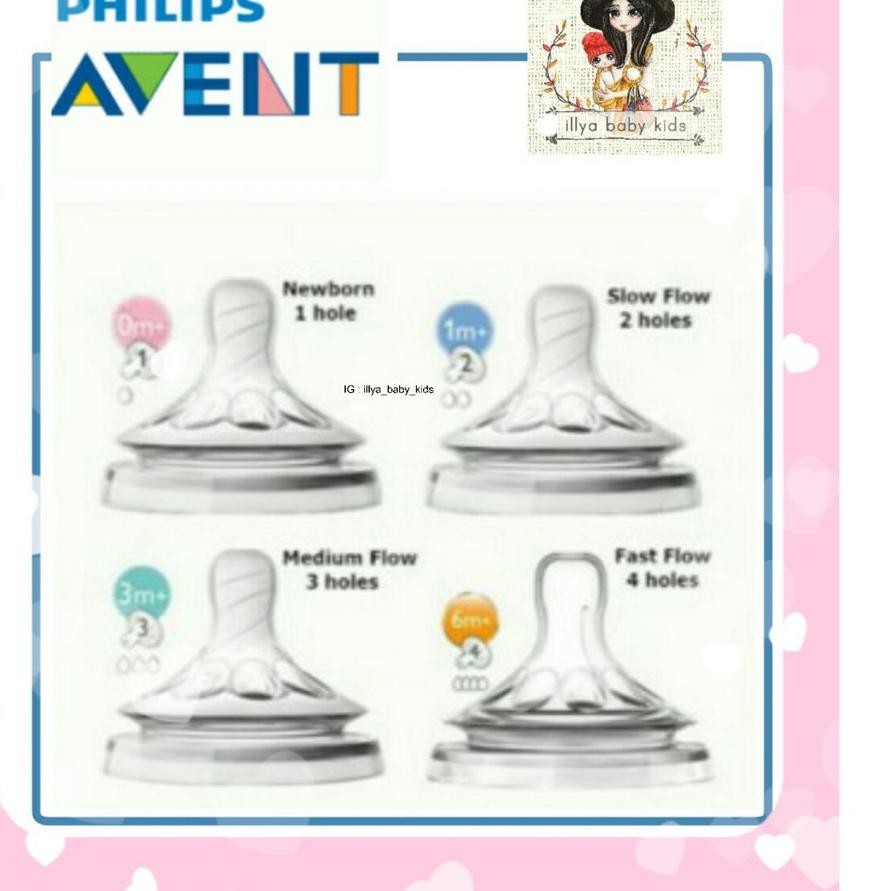 PHILIPS
AVENT
illya baby kids
Newborn
1 hole
0m+
1
Slow Flow
2 holes
1m+
2
IG : illya_baby_kids
Medium Flow
3 holes
3m+
3
Fast Flow
4 holes
6m+
4